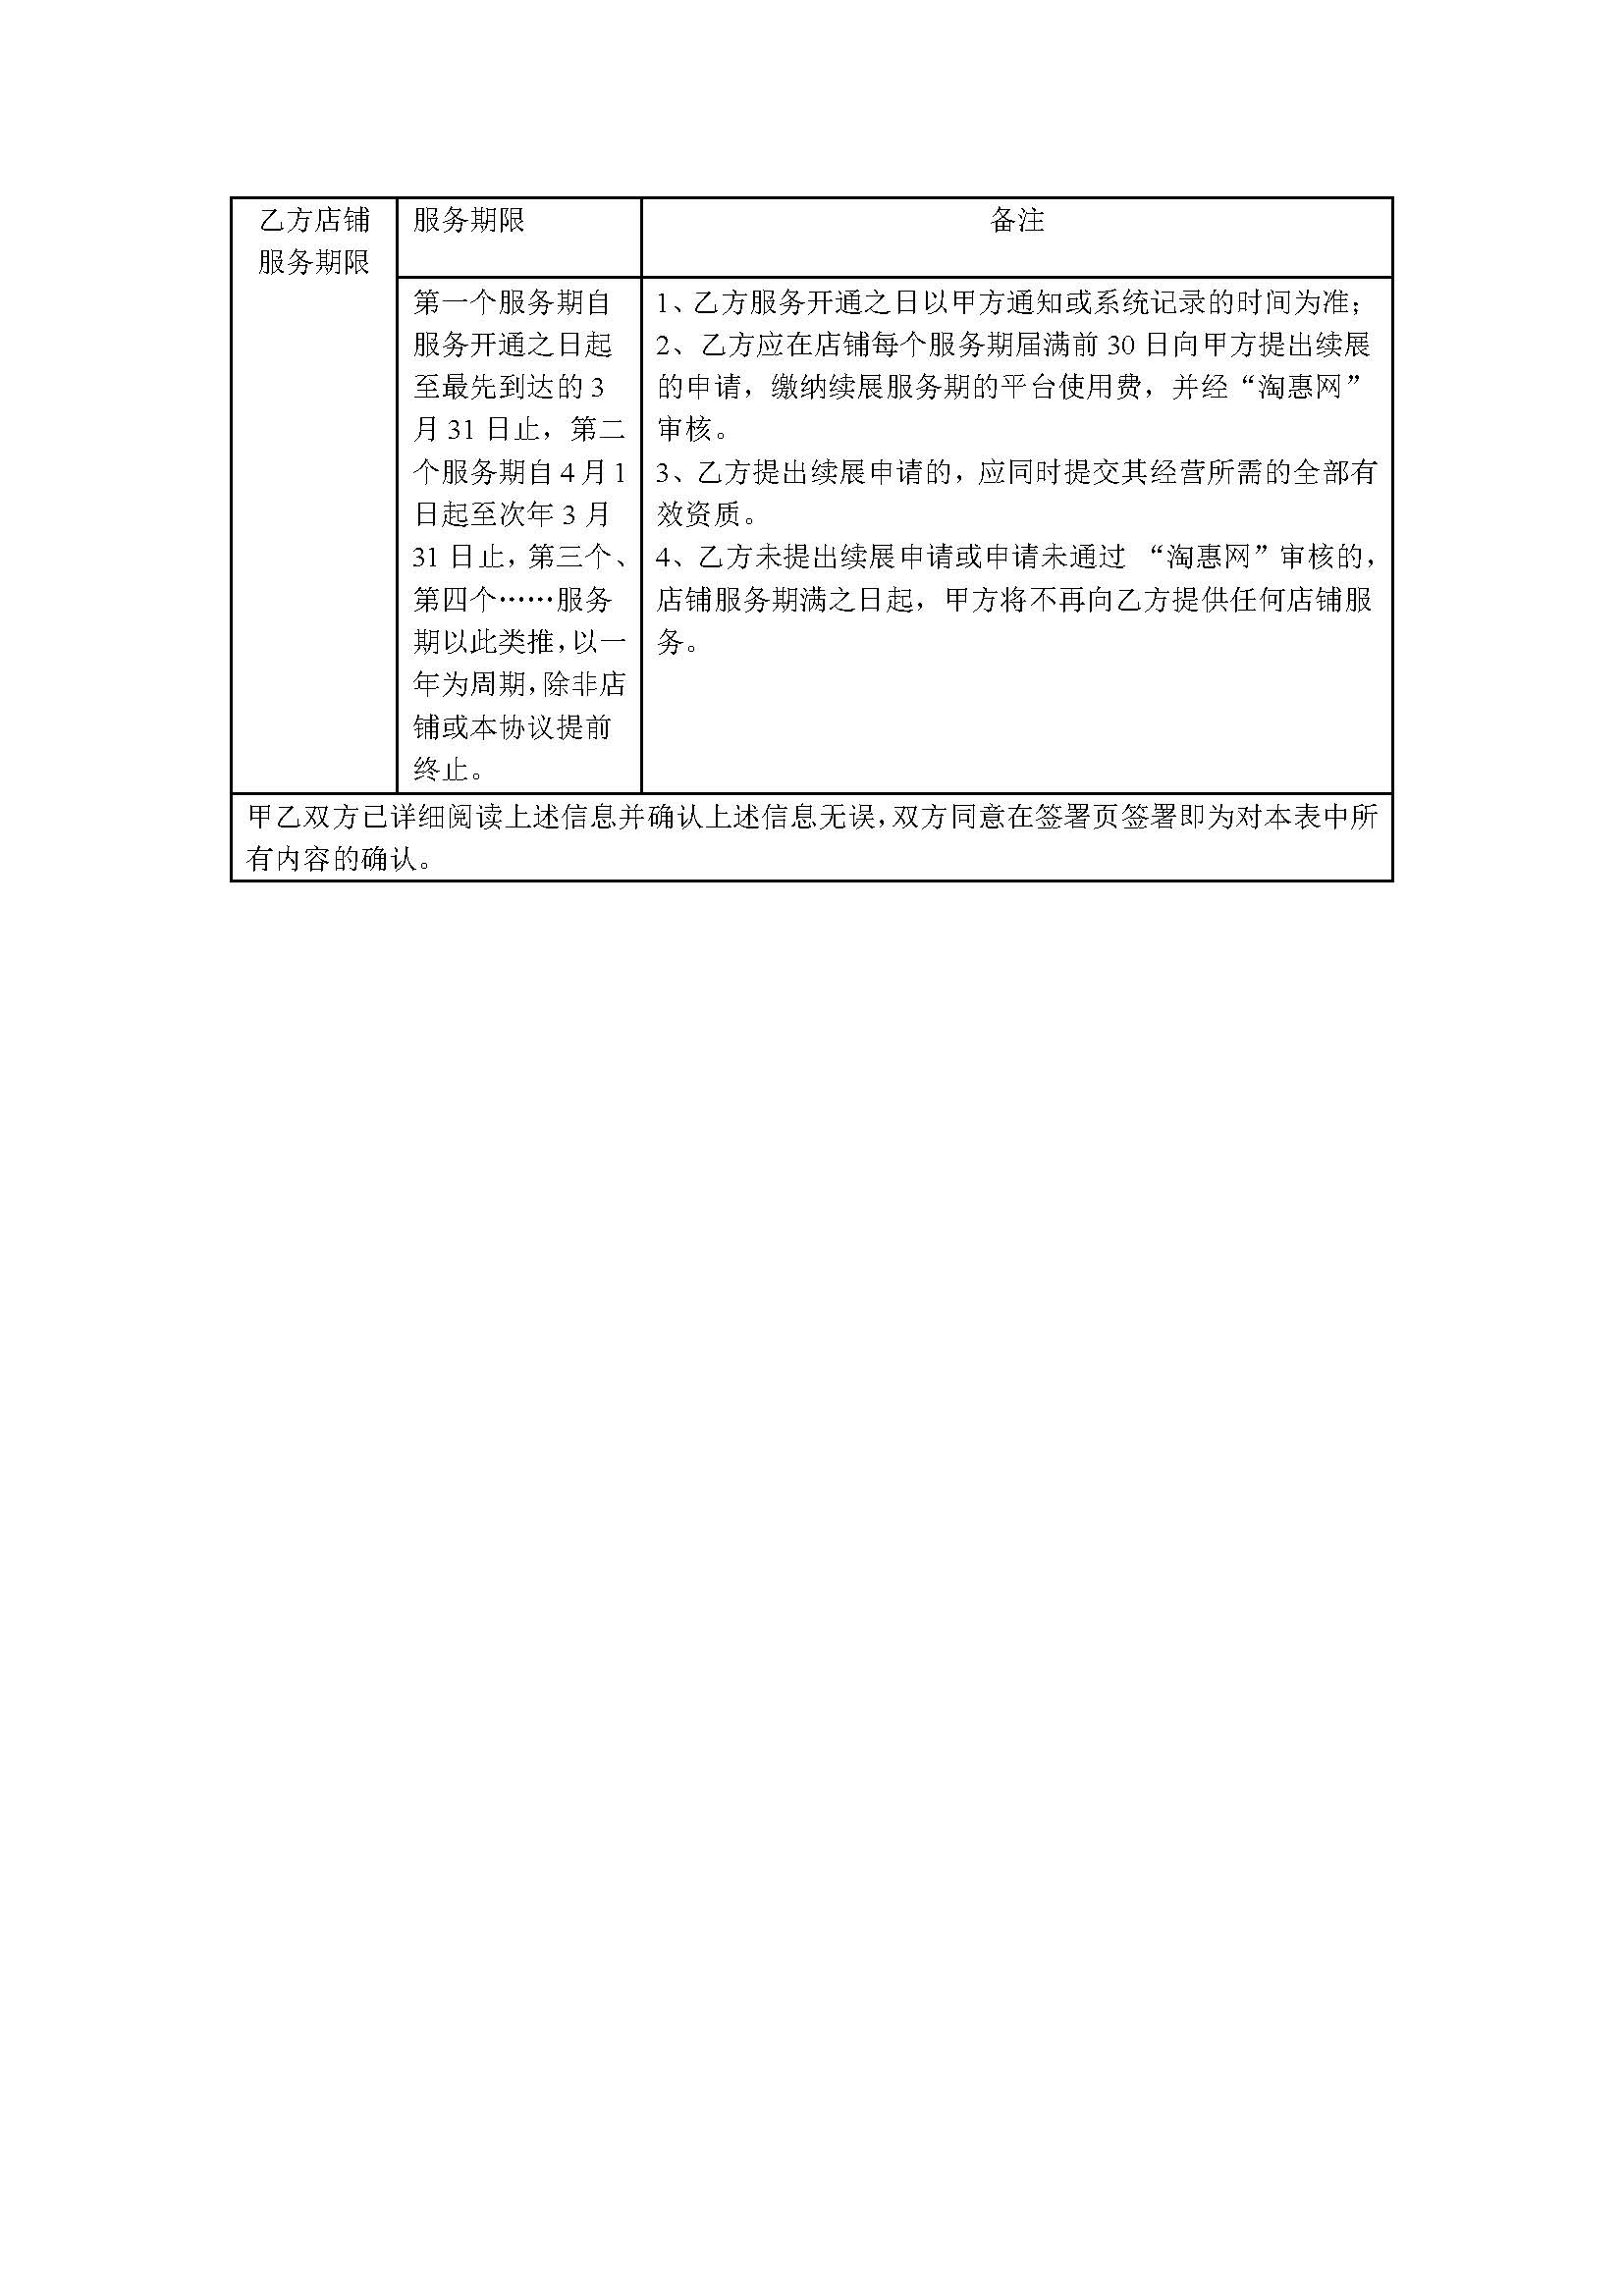 乙方店铺
服务期限
服务期限
备注
第一个服务期自
服务开通之日起
至最先到达的 3
月 31 日止，第二
个服务期自 4 月 1
日起至次年 3 月
31 日止，第三个、
第四个……服务
期以此类推，以一
年为周期，除非店
铺或本协议提前
终止。
1、乙方服务开通之日以甲方通知或系统记录的时间为准；
2、 乙方应在店铺每个服务期届满前 30 日向甲方提出续展
的申请，缴纳续展服务期的平台使用费，并经“淘惠网”
审核。
3、乙方提出续展申请的，应同时提交其经营所需的全部有
效资质。
4、乙方未提出续展申请或申请未通过 “淘惠网”审核的，
店铺服务期满之日起，甲方将不再向乙方提供任何店铺服
务。
甲乙双方已详细阅读上述信息并确认上述信息无误，双方同意在签署页签署即为对本表中所
有内容的确认。